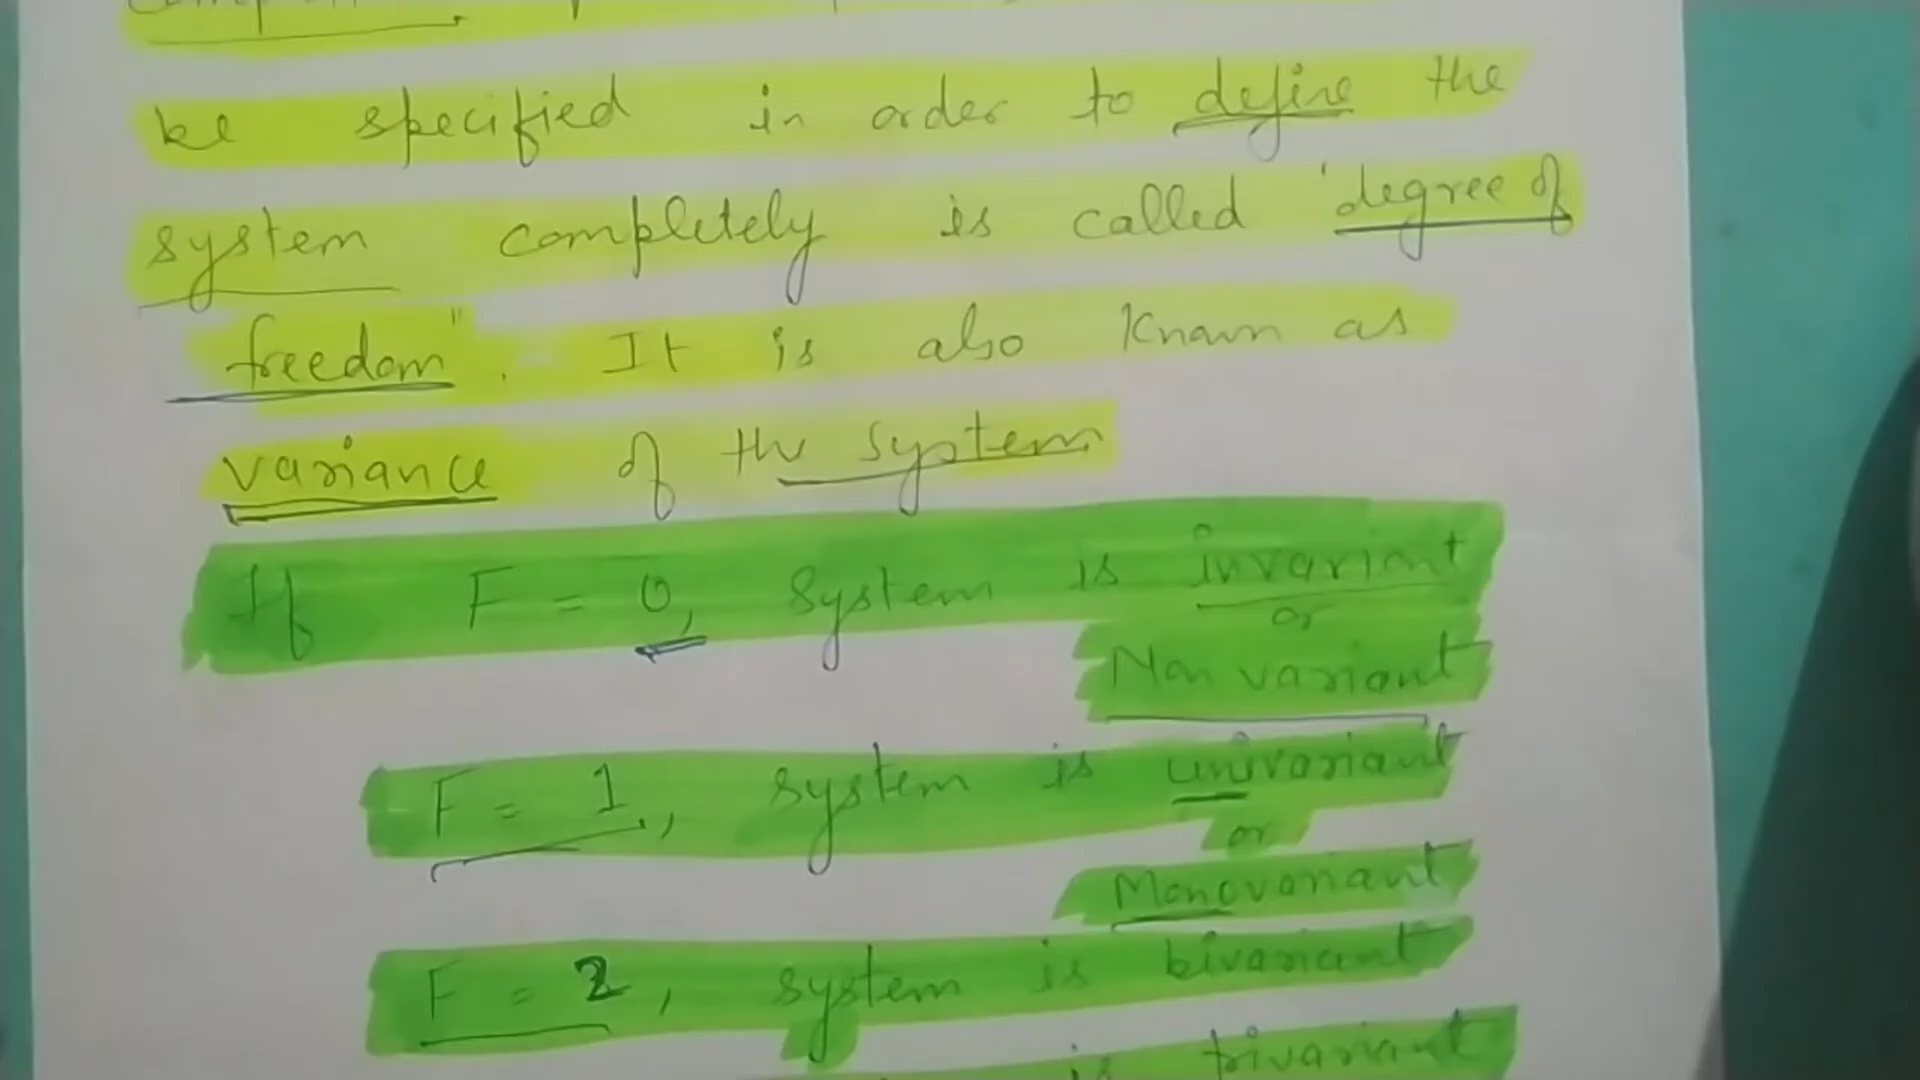 be specified in order to define the
system completely is called 'degree of
freedom". It is also known as
variance of the system
If F = 0, system is invariant
or
Non variant
F = 1, system is univariant
or
Monovariant
F = 2, system is bivariant
is trivariant